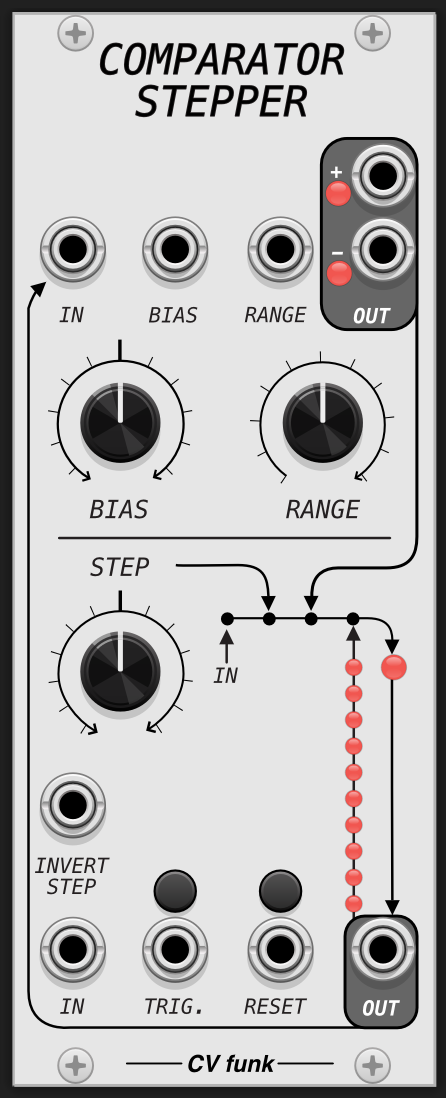 COMPARATOR
STEPPER
+
IN BIAS RANGE - OUT
BIAS RANGE
STEP
IN
INVERT
STEP
IN TRIG. RESET OUT
CV funk